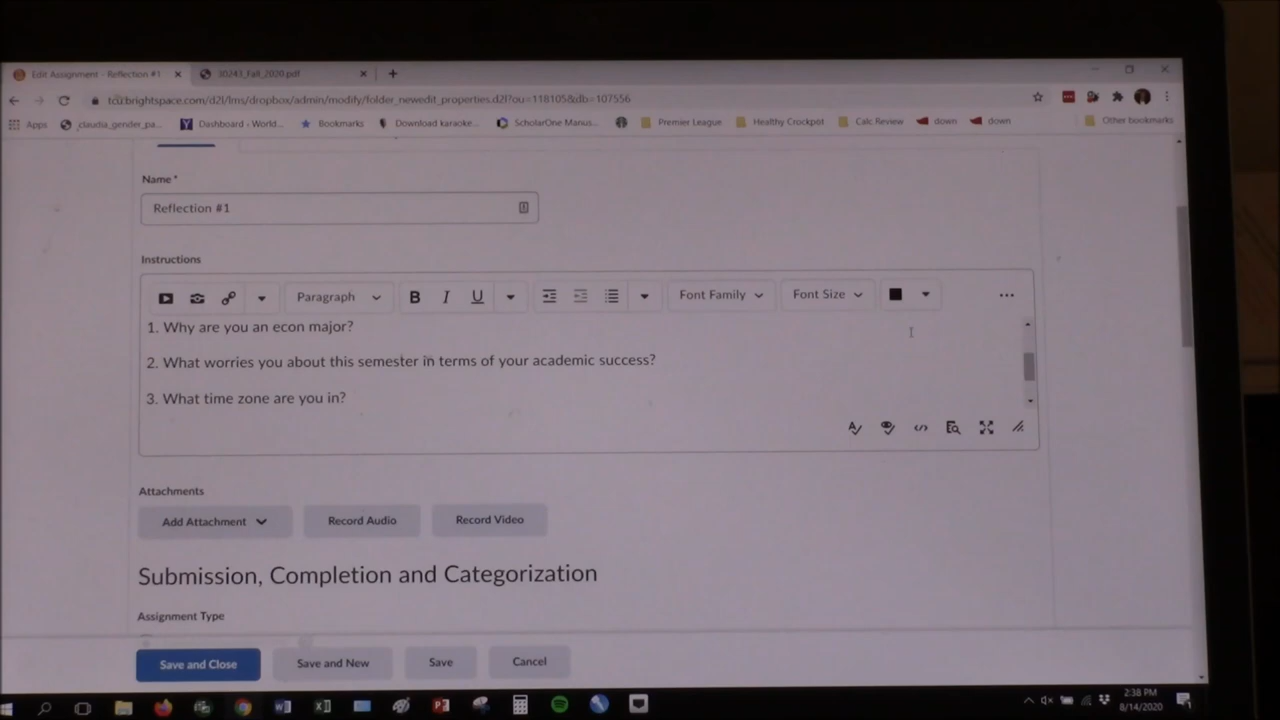 Edit Assignment - Reflection #1
30243_Fall_2020.pdf
tcu.brightspace.com/d2l/lms/dropbox/admin/modify/folder_newedit_properties.d2l?ou=118105&db=107556
Apps claudia_gender_pa... Dashboard - World... Bookmarks Download karaoke... ScholarOne Manus... Premier League Healthy Crockpot Calc Review down down Other bookmarks
Name *
Reflection #1
Instructions
Paragraph B I U Font Family Font Size
1. Why are you an econ major?
2. What worries you about this semester in terms of your academic success?
3. What time zone are you in?
Attachments
Add Attachment Record Audio Record Video
Submission, Completion and Categorization
Assignment Type
Save and Close Save and New Save Cancel
2:38 PM
8/14/2020